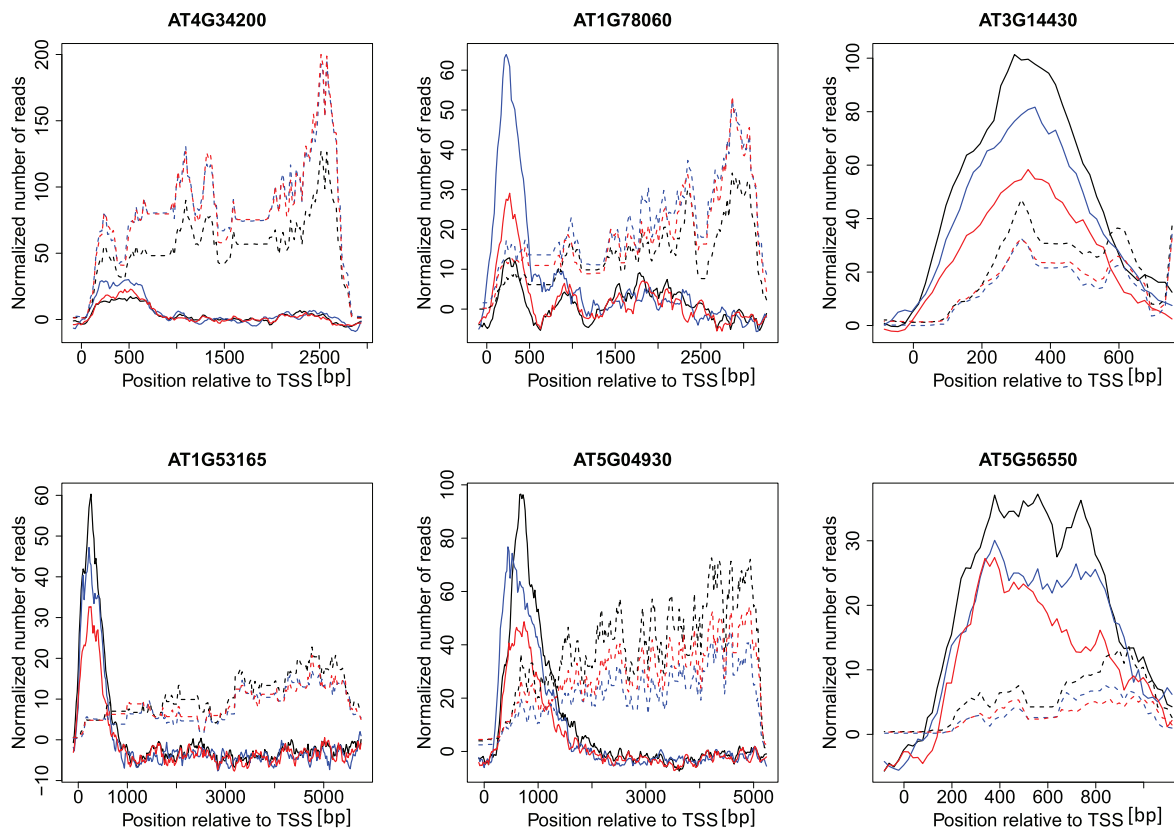 AT4G34200
Normalized number of reads
0 50 100 150 200
0 500 1500 2500
Position relative to TSS [bp]
AT1G78060
Normalized number of reads
0 10 20 30 40 50 60
0 500 1500 2500
Position relative to TSS [bp]
AT3G14430
Normalized number of reads
0 20 40 60 80 100
0 200 400 600
Position relative to TSS [bp]
AT1G53165
Normalized number of reads
−10 0 10 20 30 40 50 60
1000 3000 5000
Position relative to TSS [bp]
AT5G04930
Normalized number of reads
0 20 40 60 80 100
0 1000 3000 5000
Position relative to TSS [bp]
AT5G56550
Normalized number of reads
0 10 20 30
0 200 400 600 800
Position relative to TSS [bp]